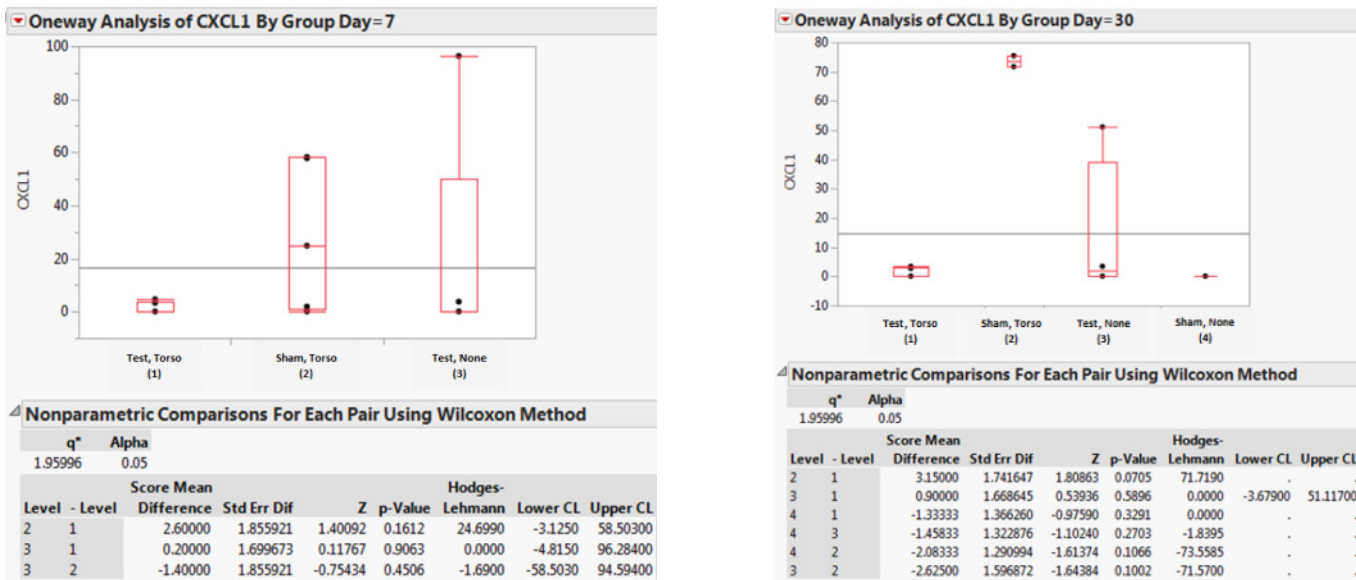 Oneway Analysis of CXCL1 By Group Day=7
100
80
60
40
20
0
CXCL1
Test, Torso
(1)
Sham, Torso
(2)
Test, None
(3)
Nonparametric Comparisons For Each Pair Using Wilcoxon Method
q* Alpha
1.95996 0.05
Score Mean Hodges-
Level - Level Difference Std Err Dif Z p-Value Lehmann Lower CL Upper CL
2 1 2.60000 1.855921 1.40092 0.1612 24.6990 -3.1250 58.50300
3 1 0.20000 1.699673 0.11767 0.9063 0.0000 -4.8150 96.28400
3 2 -1.40000 1.855921 -0.75434 0.4506 -1.6900 -58.5030 94.59400
Oneway Analysis of CXCL1 By Group Day=30
80
70
60
50
40
30
20
10
0
-10
CXCL1
Test, Torso
(1)
Sham, Torso
(2)
Test, None
(3)
Sham, None
(4)
Nonparametric Comparisons For Each Pair Using Wilcoxon Method
q* Alpha
1.95996 0.05
Score Mean Hodges-
Level - Level Difference Std Err Dif Z p-Value Lehmann Lower CL Upper CL
2 1 3.15000 1.741647 1.80863 0.0705 71.7190 . .
3 1 0.90000 1.668645 0.53936 0.5896 0.0000 -3.67900 51.11700
4 1 -1.33333 1.366260 -0.97590 0.3291 0.0000 . .
4 3 -1.45833 1.322876 -1.10240 0.2703 -1.8395 . .
4 2 -2.08333 1.290994 -1.61374 0.1066 -73.5585 . .
3 2 -2.62500 1.596872 -1.64384 0.1002 -71.5700 . .